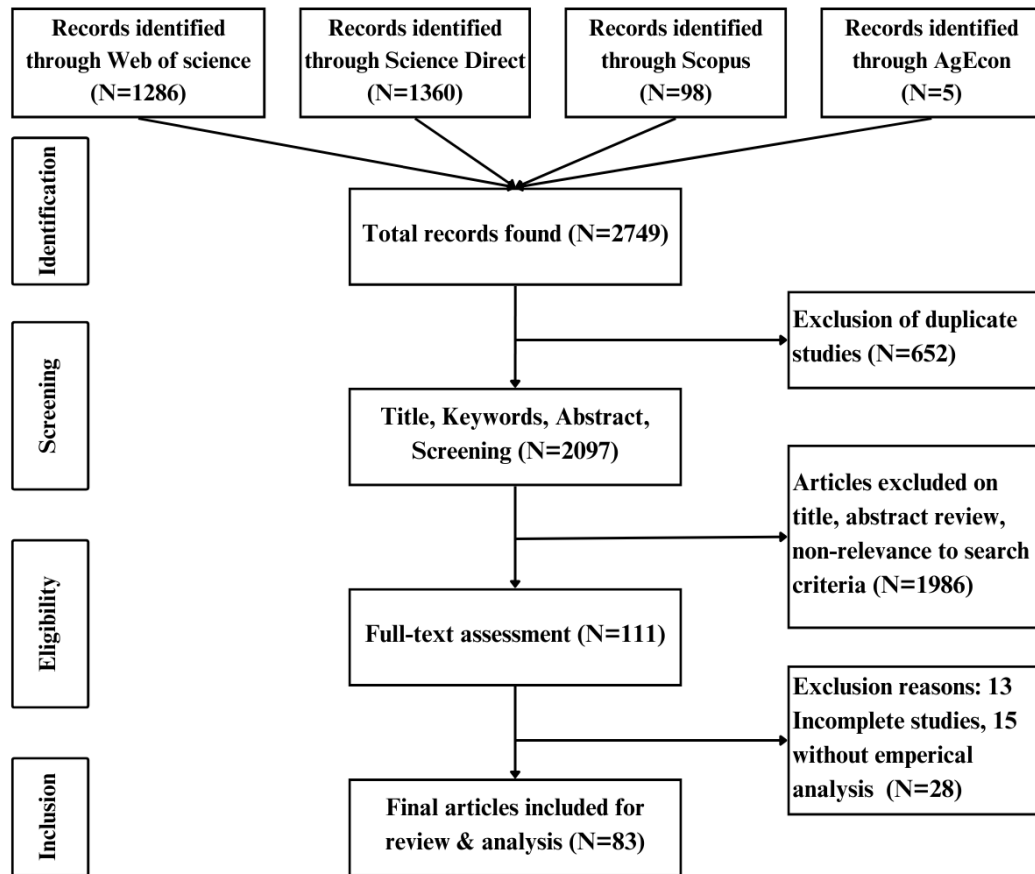 Records identified
through Web of science
(N=1286)
Records identified
through Science Direct
(N=1360)
Records identified
through Scopus
(N=98)
Records identified
through AgEcon
(N=5)
Identification
Total records found (N=2749)
Exclusion of duplicate
studies (N=652)
Screening
Title, Keywords, Abstract,
Screening (N=2097)
Articles excluded on
title, abstract review,
non-relevance to search
criteria (N=1986)
Eligibility
Full-text assessment (N=111)
Exclusion reasons: 13
Incomplete studies, 15
without emperical
analysis (N=28)
Inclusion
Final articles included for
review & analysis (N=83)